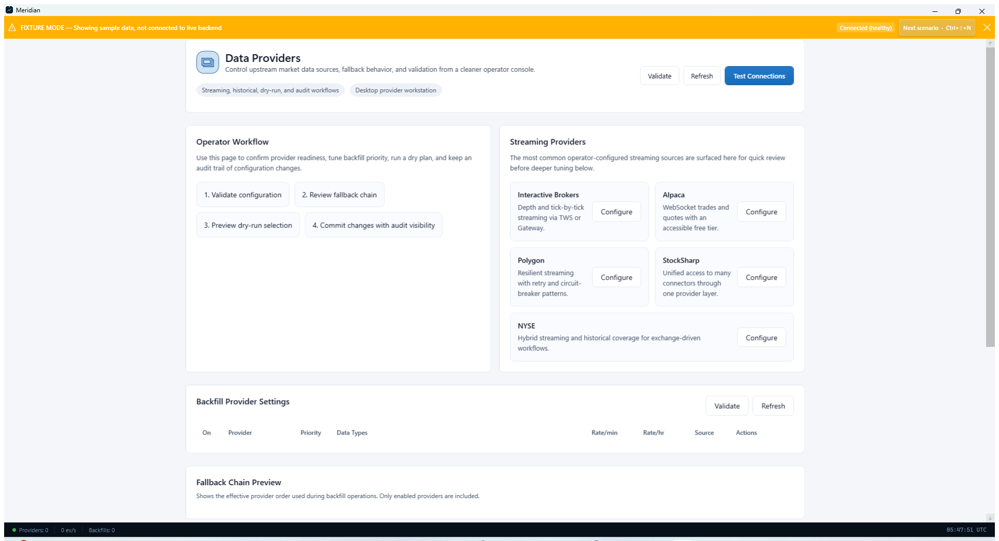 Meridian
FIXTURE MODE — Showing sample data, not connected to live backend
Connected (healthy)
Next scenario · Ctrl+⇧+N
Data Providers
Control upstream market data sources, fallback behavior, and validation from a cleaner operator console.
Streaming, historical, dry-run, and audit workflows
Desktop provider workstation
Validate
Refresh
Test Connections
Operator Workflow
Use this page to confirm provider readiness, tune backfill priority, run a dry plan, and keep an
audit trail of configuration changes.
1. Validate configuration
2. Review fallback chain
3. Preview dry-run selection
4. Commit changes with audit visibility
Streaming Providers
The most common operator-configured streaming sources are surfaced here for quick review
before deeper tuning below.
Interactive Brokers
Depth and tick-by-tick
streaming via TWS or
Gateway.
Configure
Alpaca
WebSocket trades and
quotes with an
accessible free tier.
Configure
Polygon
Resilient streaming
with retry and circuit-
breaker patterns.
Configure
StockSharp
Unified access to many
connectors through
one provider layer.
Configure
NYSE
Hybrid streaming and historical coverage for exchange-driven
workflows.
Configure
Backfill Provider Settings
Validate
Refresh
On Provider Priority Data Types Rate/min Rate/hr Source Actions
Fallback Chain Preview
Shows the effective provider order used during backfill operations. Only enabled providers are included.
Providers: 0
0 ev/s
Backfills: 0
05:47:51 UTC